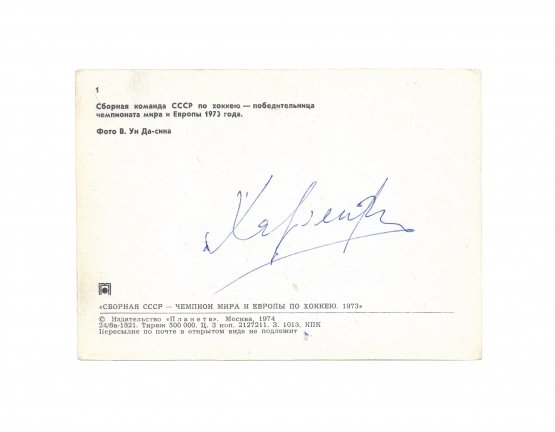 1
Сборная команда СССР по хоккею — победительница
чемпионата мира и Европы 1973 года.
Фото В. Ун Да-сина
«СБОРНАЯ СССР — ЧЕМПИОН МИРА И ЕВРОПЫ ПО ХОККЕЮ. 1973»
© Издательство «Планета». Москва, 1974
24/8а-1821. Тираж 500 000. Ц. 3 коп. 2127211. З. 1013. КПК
Пересылке по почте в открытом виде не подлежит